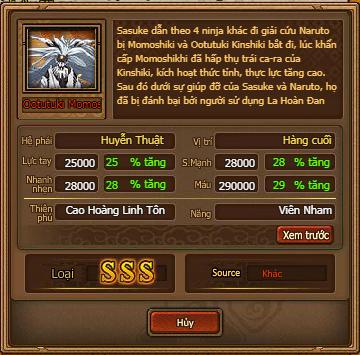 Sasuke dẫn theo 4 ninja khác đi giải cứu Naruto
bị Momoshiki và Ootutuki Kinshiki bắt đi, lúc khẩn
cấp Momoshikhi đã hấp thụ trái ca-ra của
Kinshiki, kích hoạt thức tỉnh, thực lực tăng cao.
Sau đó dưới sự giúp đỡ của Sasuke và Naruto, họ
đã bị đánh bại bởi người sử dụng La Hoàn Đan
Ootutuki Momos
Hệ phái Huyễn Thuật Vị trí Hàng cuối
Lực tay 25000 25 % tăng S.Mạnh 28000 28 % tăng
Nhanh nhẹn 28000 28 % tăng Máu 290000 29 % tăng
Thiên phú Cao Hoàng Linh Tôn Năng Viên Nham
Xem trước
Loại SSS Source Khác
Hủy